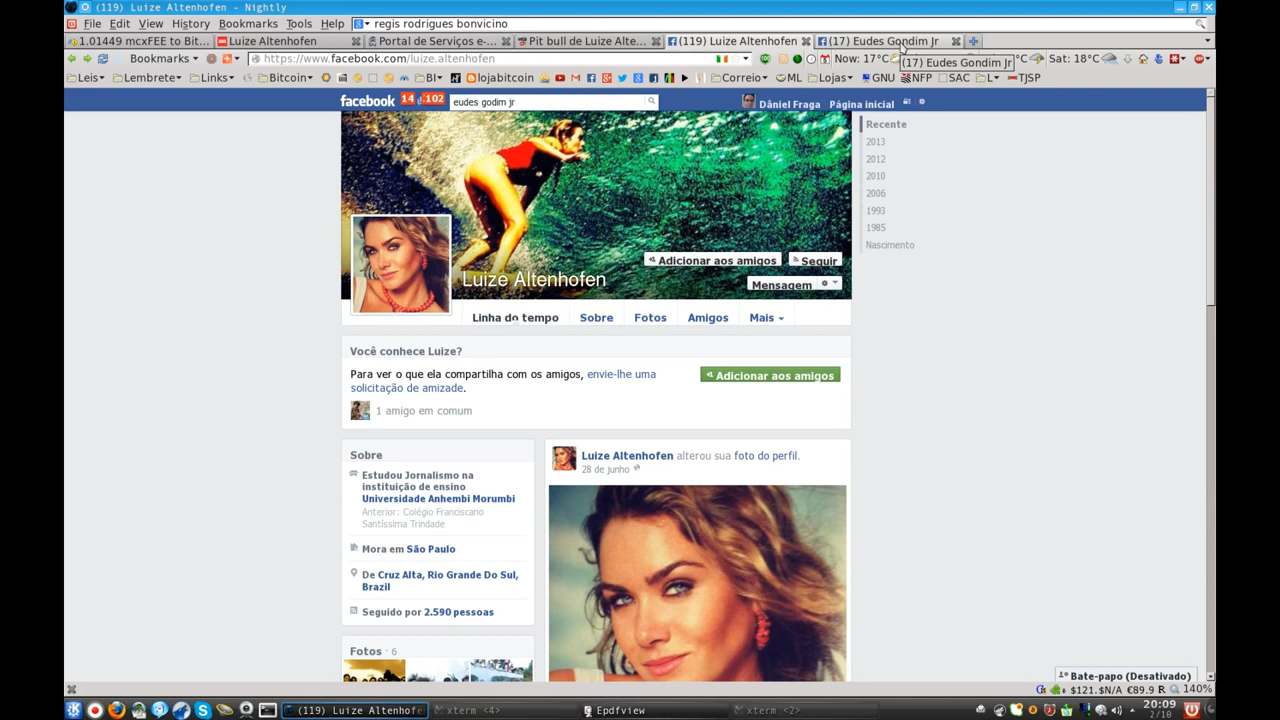 (119) Luize Altenhofen - Nightly
File Edit View History Bookmarks Tools Help
regis rodrigues bonvicino
1.01449 mcxFEE to Bit...
Luize Altenhofen
Portal de Serviços e-...
Pit bull de Luize Alte...
(119) Luize Altenhofen
(17) Eudes Gondim Jr
Bookmarks
https://www.facebook.com/luize.altenhofen
Now: 17°C
(17) Eudes Gondim Jr
Sat: 18°C
Leis
Lembrete
Links
Bitcoin
BI
lojabitcoin
Correio
ML
Lojas
GNU
NFP
SAC
L
TJSP
facebook
14
102
eudes godim jr
Dâniel Fraga
Página inicial
Recente
2013
2012
2010
2006
1993
1985
Nascimento
Luize Altenhofen
Adicionar aos amigos
Seguir
Mensagem
Linha do tempo
Sobre
Fotos
Amigos
Mais
Você conhece Luize?
Para ver o que ela compartilha com os amigos, envie-lhe uma
solicitação de amizade.
Adicionar aos amigos
1 amigo em comum
Sobre
Estudou Jornalismo na
instituição de ensino
Universidade Anhembi Morumbi
Anterior: Colégio Franciscano
Santíssima Trindade
Mora em São Paulo
De Cruz Alta, Rio Grande Do Sul,
Brazil
Seguido por 2.590 pessoas
Fotos · 6
Luize Altenhofen alterou sua foto do perfil.
28 de junho
Bate-papo (Desativado)
$121.$N/A €89.9 R 140%
(119) Luize Altenhofe
xterm <4>
Epdfview
xterm <2>
20:09
2/10